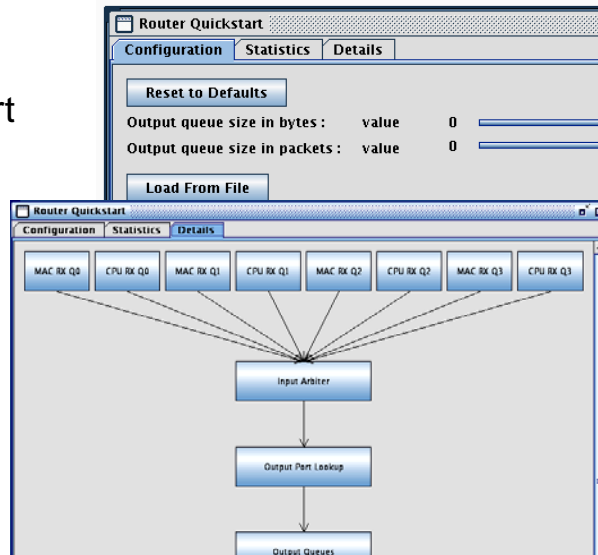 Router Quickstart
Configuration Statistics Details
Reset to Defaults
Output queue size in bytes : value 0
Output queue size in packets : value 0
Load From File
rt
Router Quickstart
Configuration Statistics Details
MAC RX Q0 CPU RX Q0 MAC RX Q1 CPU RX Q1 MAC RX Q2 CPU RX Q2 MAC RX Q3 CPU RX Q3
Input Arbiter
Output Port Lookup
Output Queues